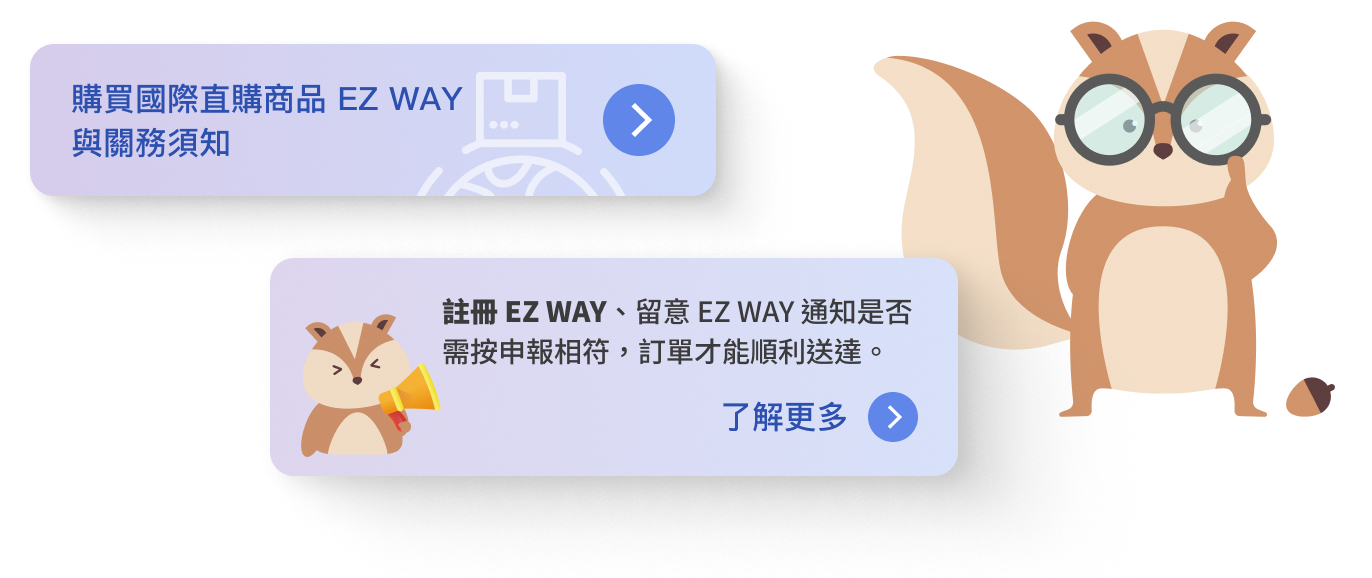 購買國際直購商品 EZ WAY
與關務須知
註冊 EZ WAY、留意 EZ WAY 通知是否
需按申報相符，訂單才能順利送達。
了解更多